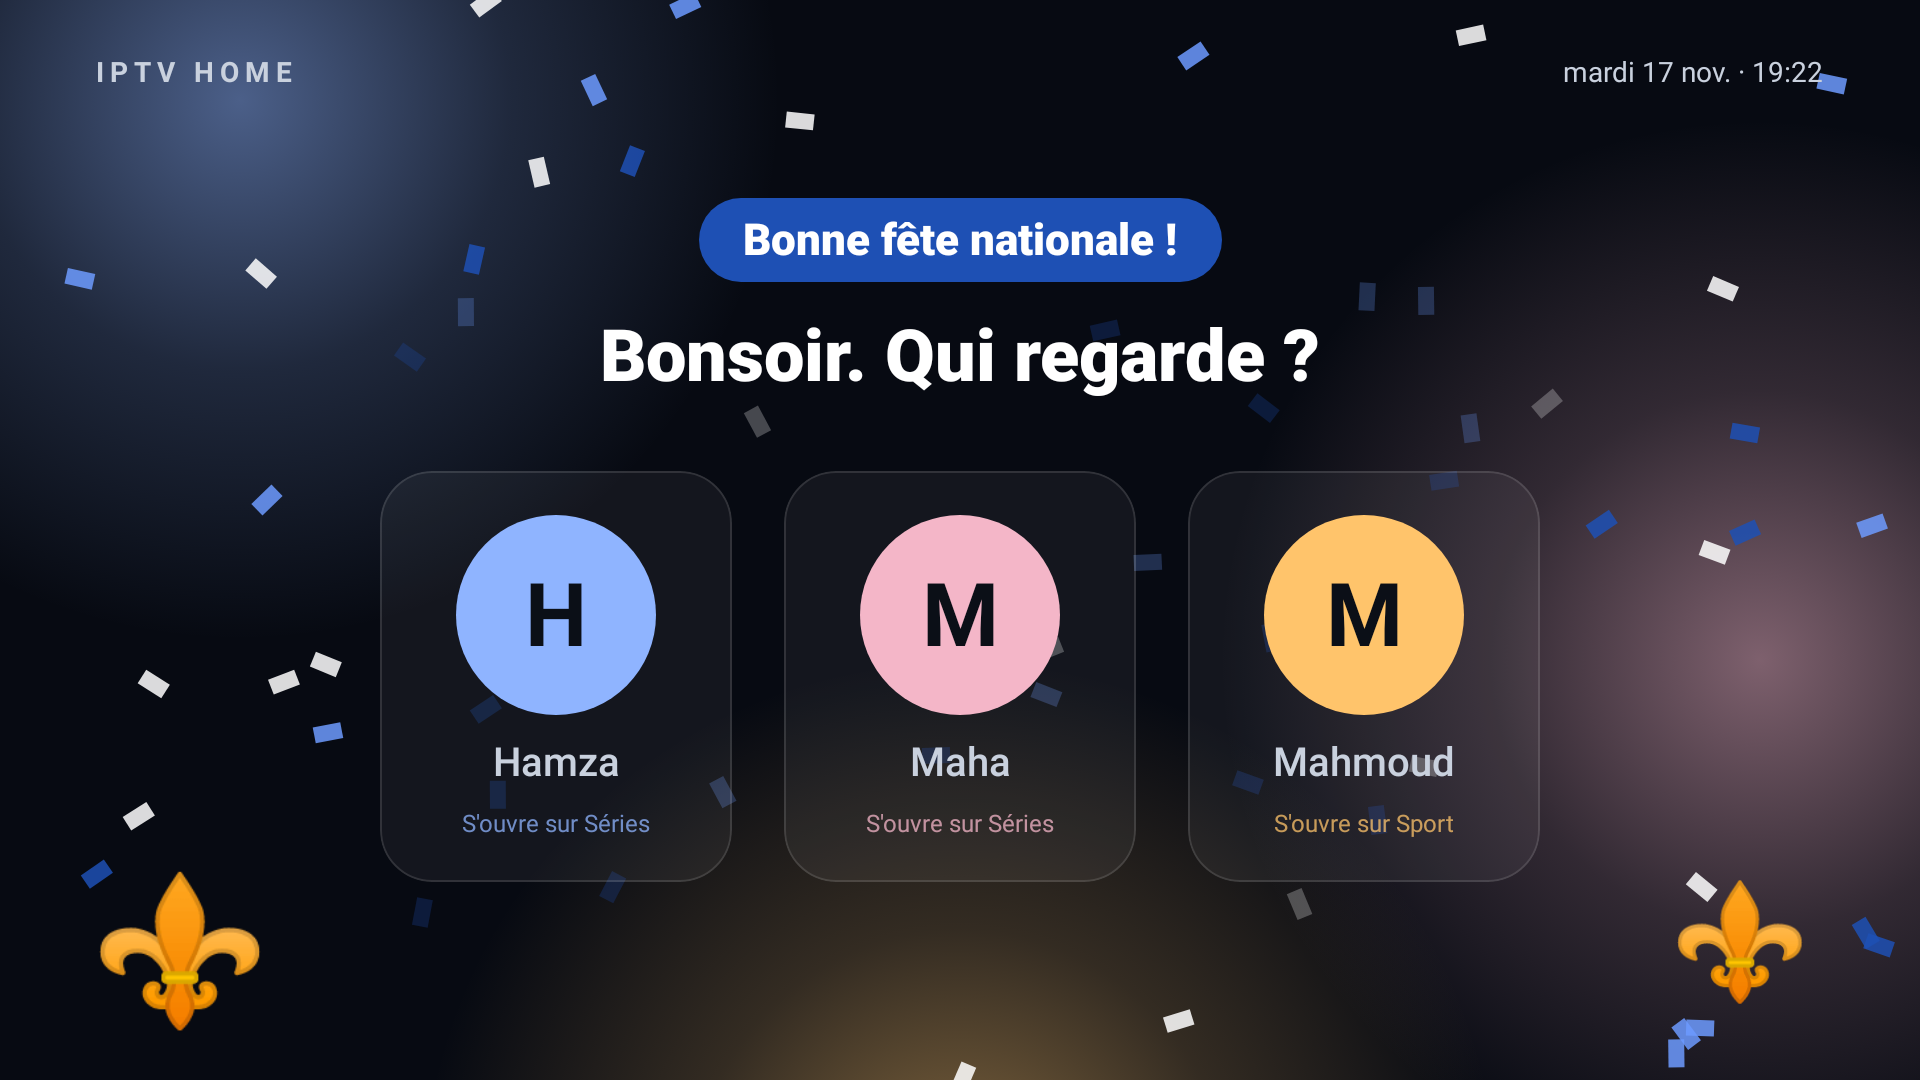 IPTV HOME
mardi 17 nov. · 19:22
Bonne fête nationale !
Bonsoir. Qui regarde ?
H
M
M
Hamza
Maha
Mahmoud
S'ouvre sur Séries
S'ouvre sur Séries
S'ouvre sur Sport